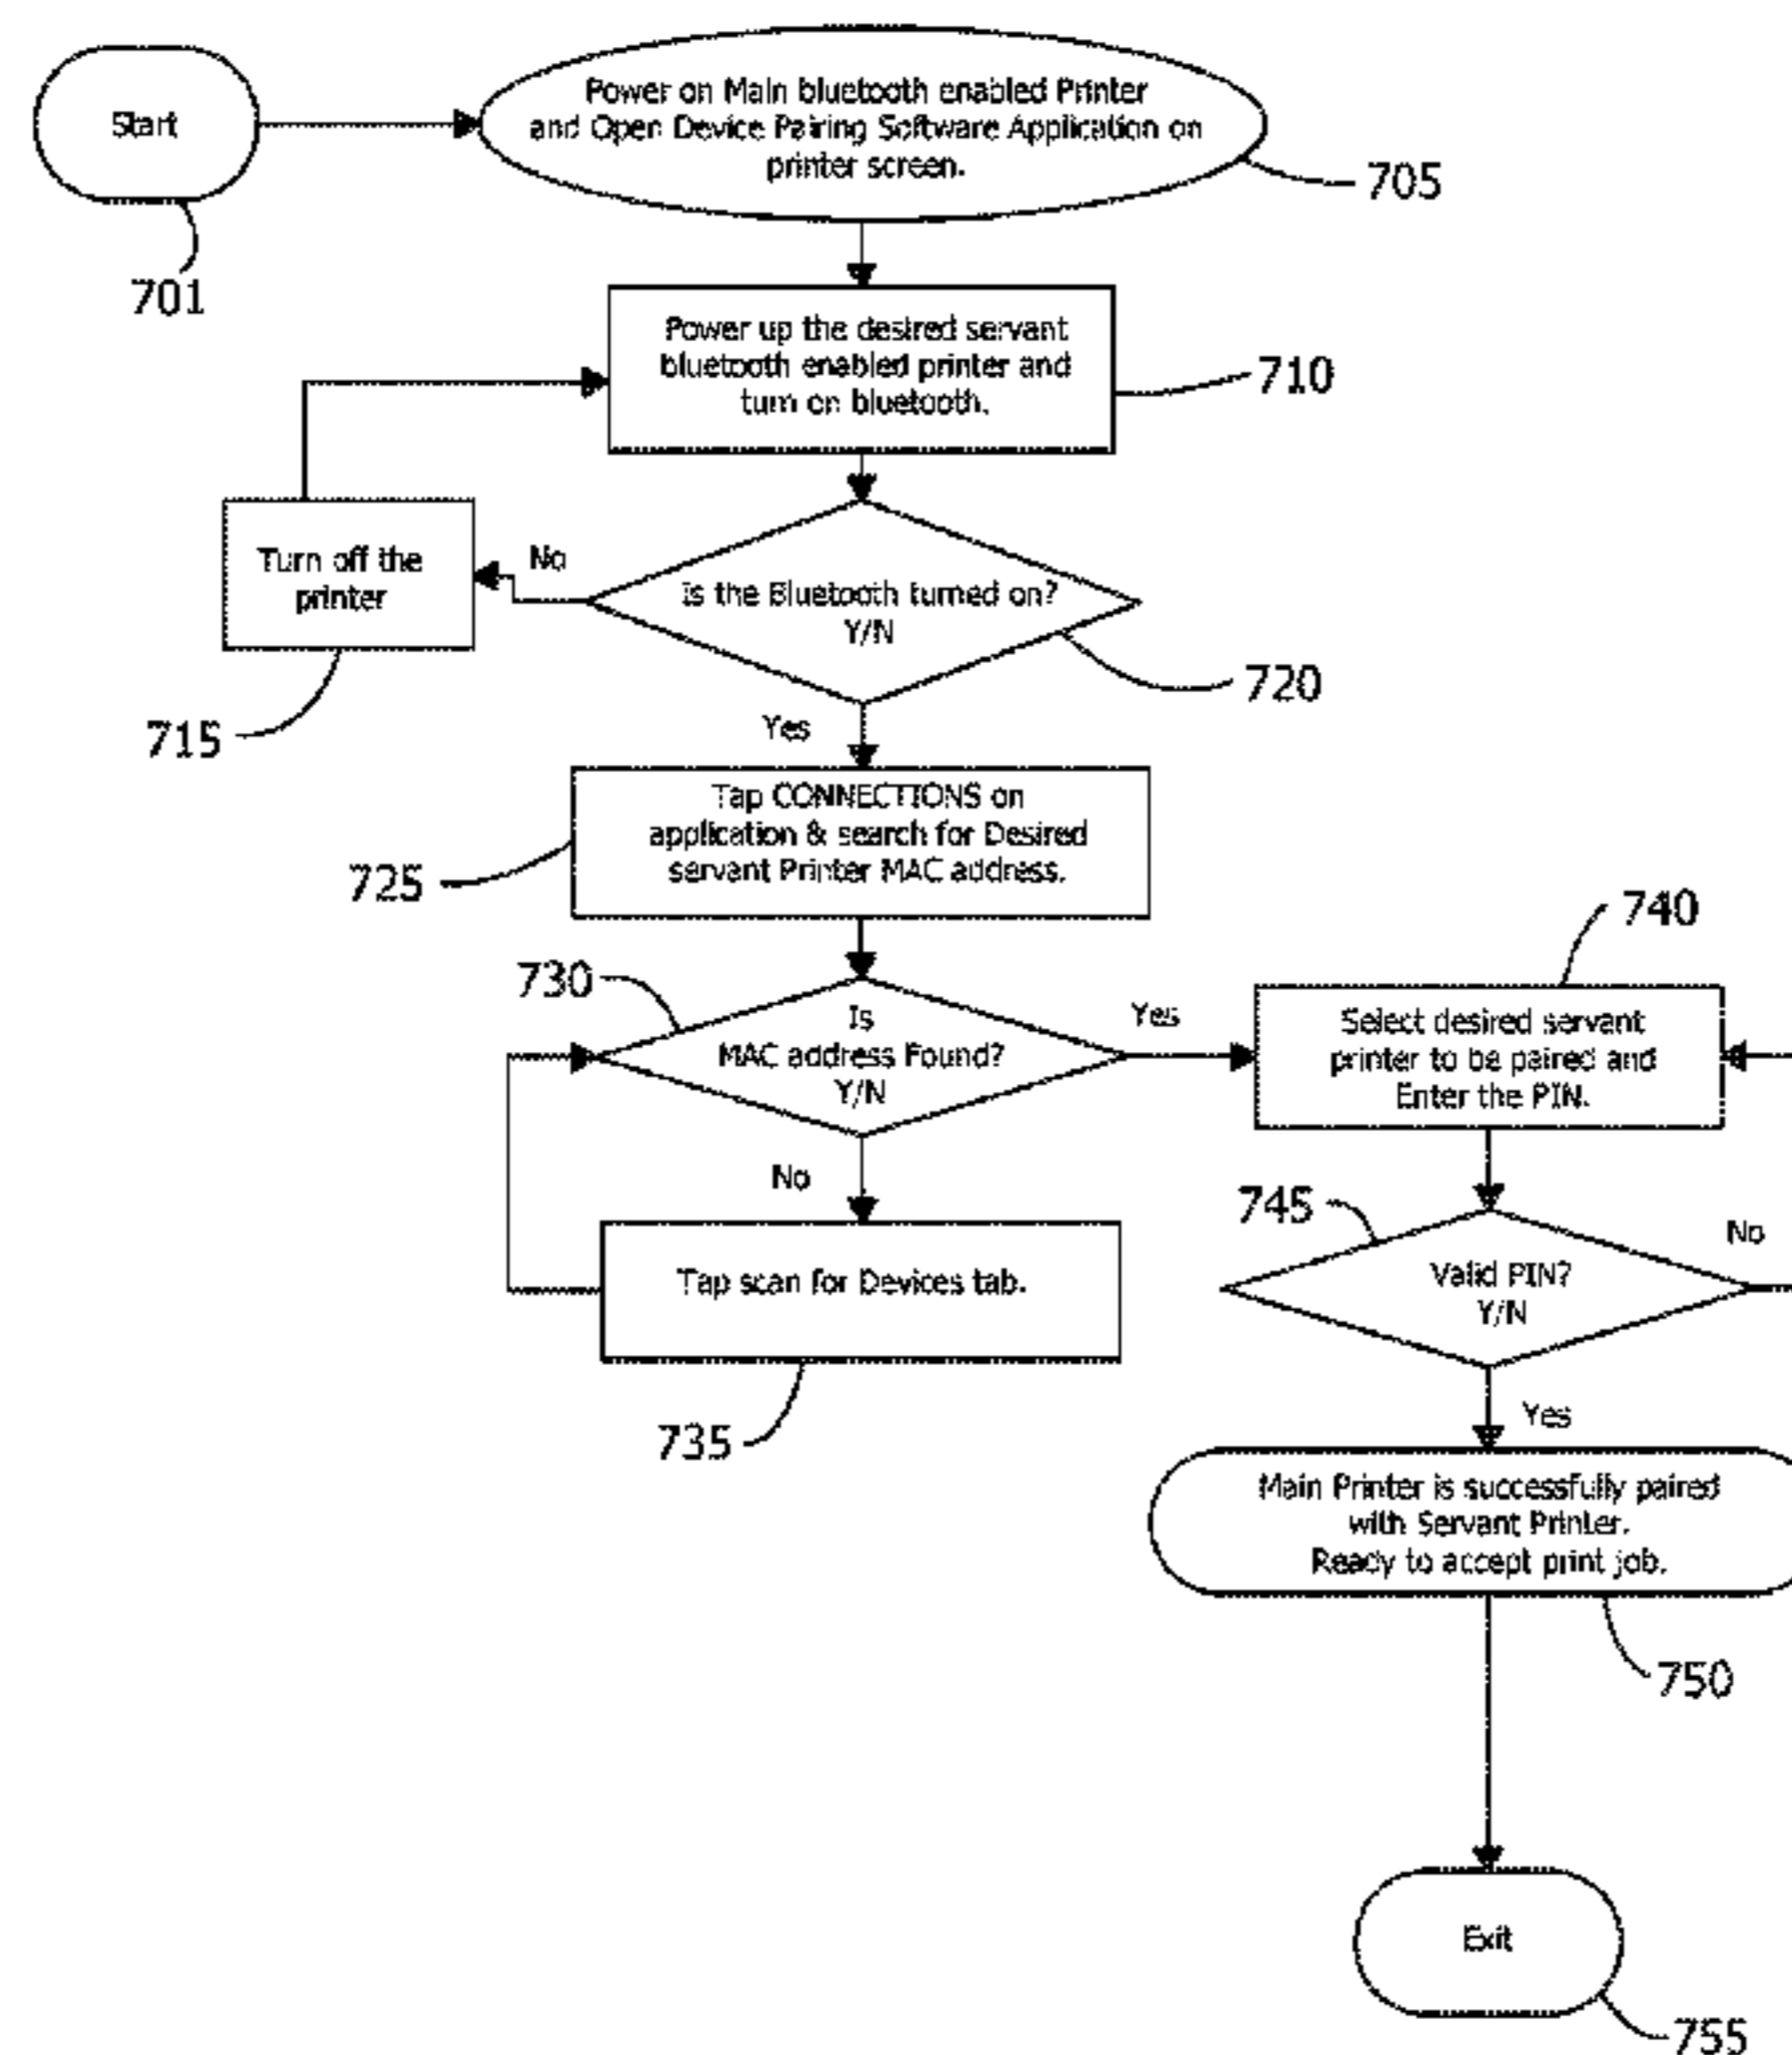 Start
701
Power on Main bluetooth enabled Printer
and Open Device Pairing Software Application on
printer screen.
705
Power up the desired servant
bluetooth enabled printer and
turn on bluetooth.
710
Turn off the
printer
715
No
Is the Bluetooth turned on?
Y/N
720
Yes
Tap CONNECTIONS on
application & search for Desired
servant Printer MAC address.
725
730
Is
MAC address Found?
Y/N
Yes
No
Tap scan for Devices tab.
735
740
Select desired servant
printer to be paired and
Enter the PIN.
745
Valid PIN?
Y/N
No
Yes
Main Printer is successfully paired
with Servant Printer.
Ready to accept print job.
750
Exit
755